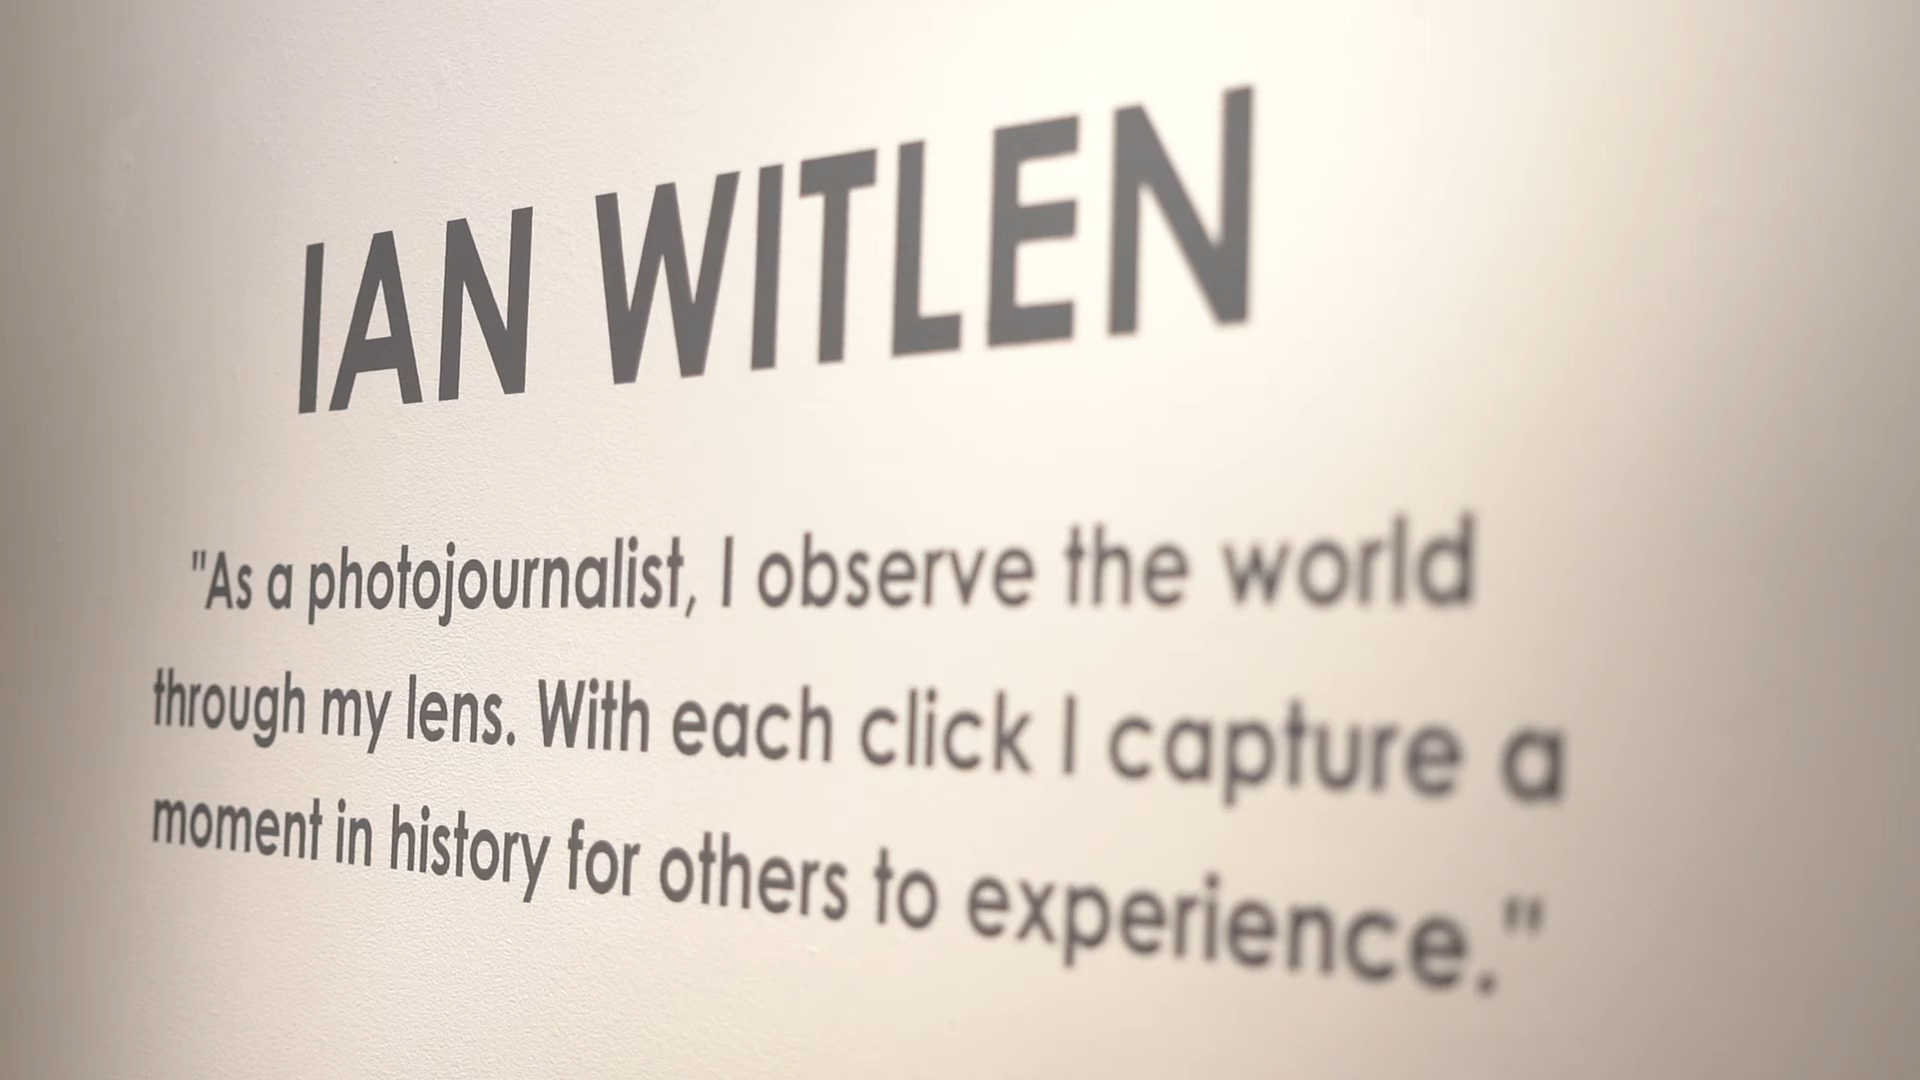 IAN WITLEN
"As a photojournalist, I observe the world
through my lens. With each click I capture a
moment in history for others to experience."